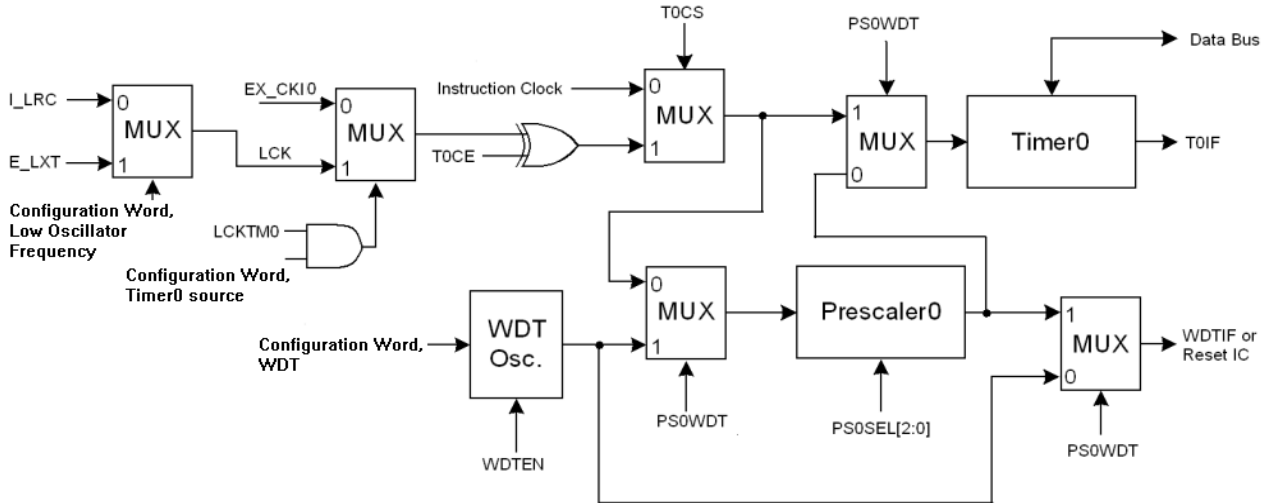 T0CS
PS0WDT
Data Bus
I_LRC
0
MUX
E_LXT
1
Configuration Word,
Low Oscillator
Frequency
LCK
EX_CKI0
0
MUX
1
LCKTM0
Configuration Word,
Timer0 source
T0CE
Instruction Clock
0
MUX
1
1
MUX
0
Timer0
T0IF
Configuration Word,
WDT
WDT
Osc.
WDTEN
0
MUX
1
PS0WDT
Prescaler0
PS0SEL[2:0]
1
MUX
0
PS0WDT
WDTIF or
Reset IC